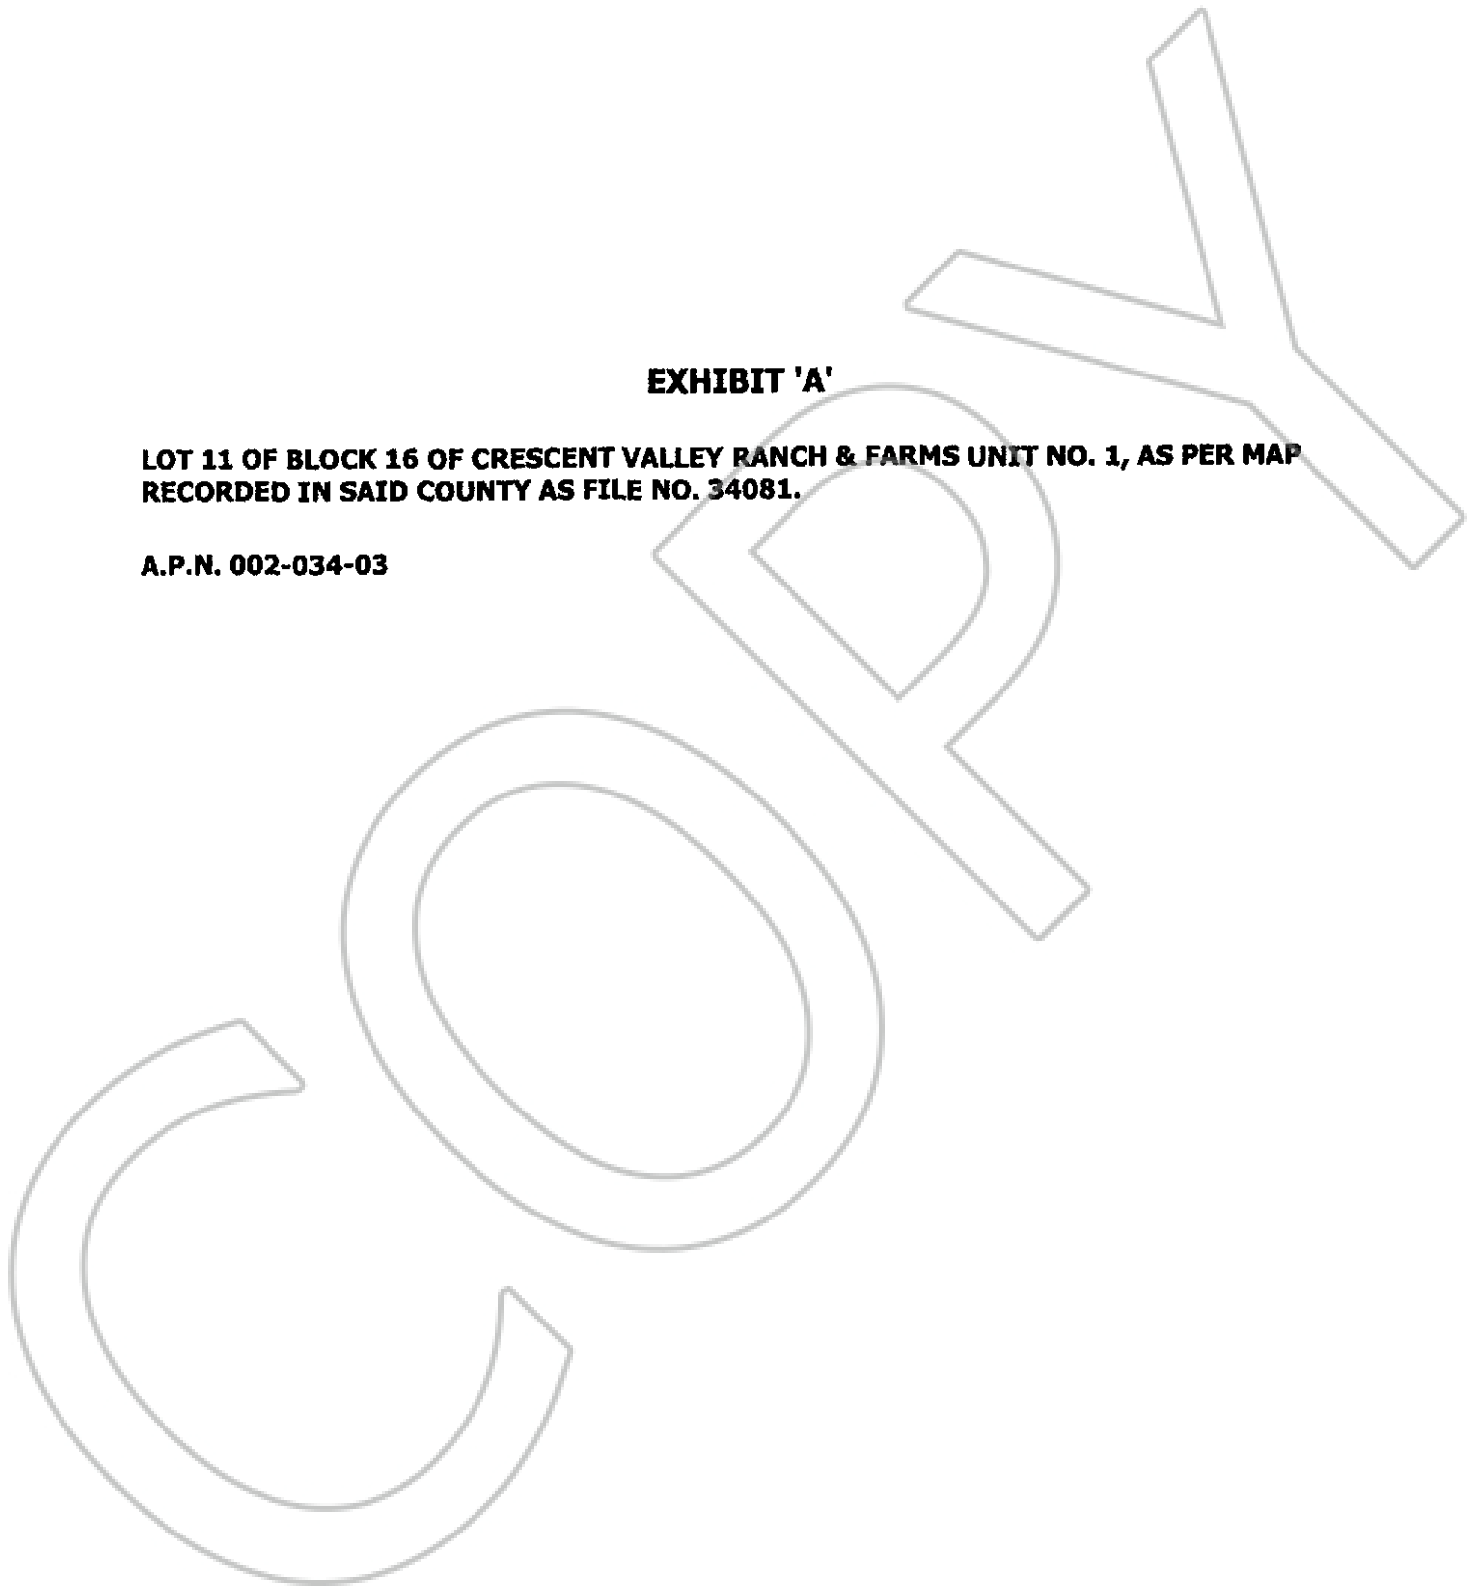 EXHIBIT 'A'
LOT 11 OF BLOCK 16 OF CRESCENT VALLEY RANCH & FARMS UNIT NO. 1, AS PER MAP
RECORDED IN SAID COUNTY AS FILE NO. 34081.
A.P.N. 002-034-03
COPY